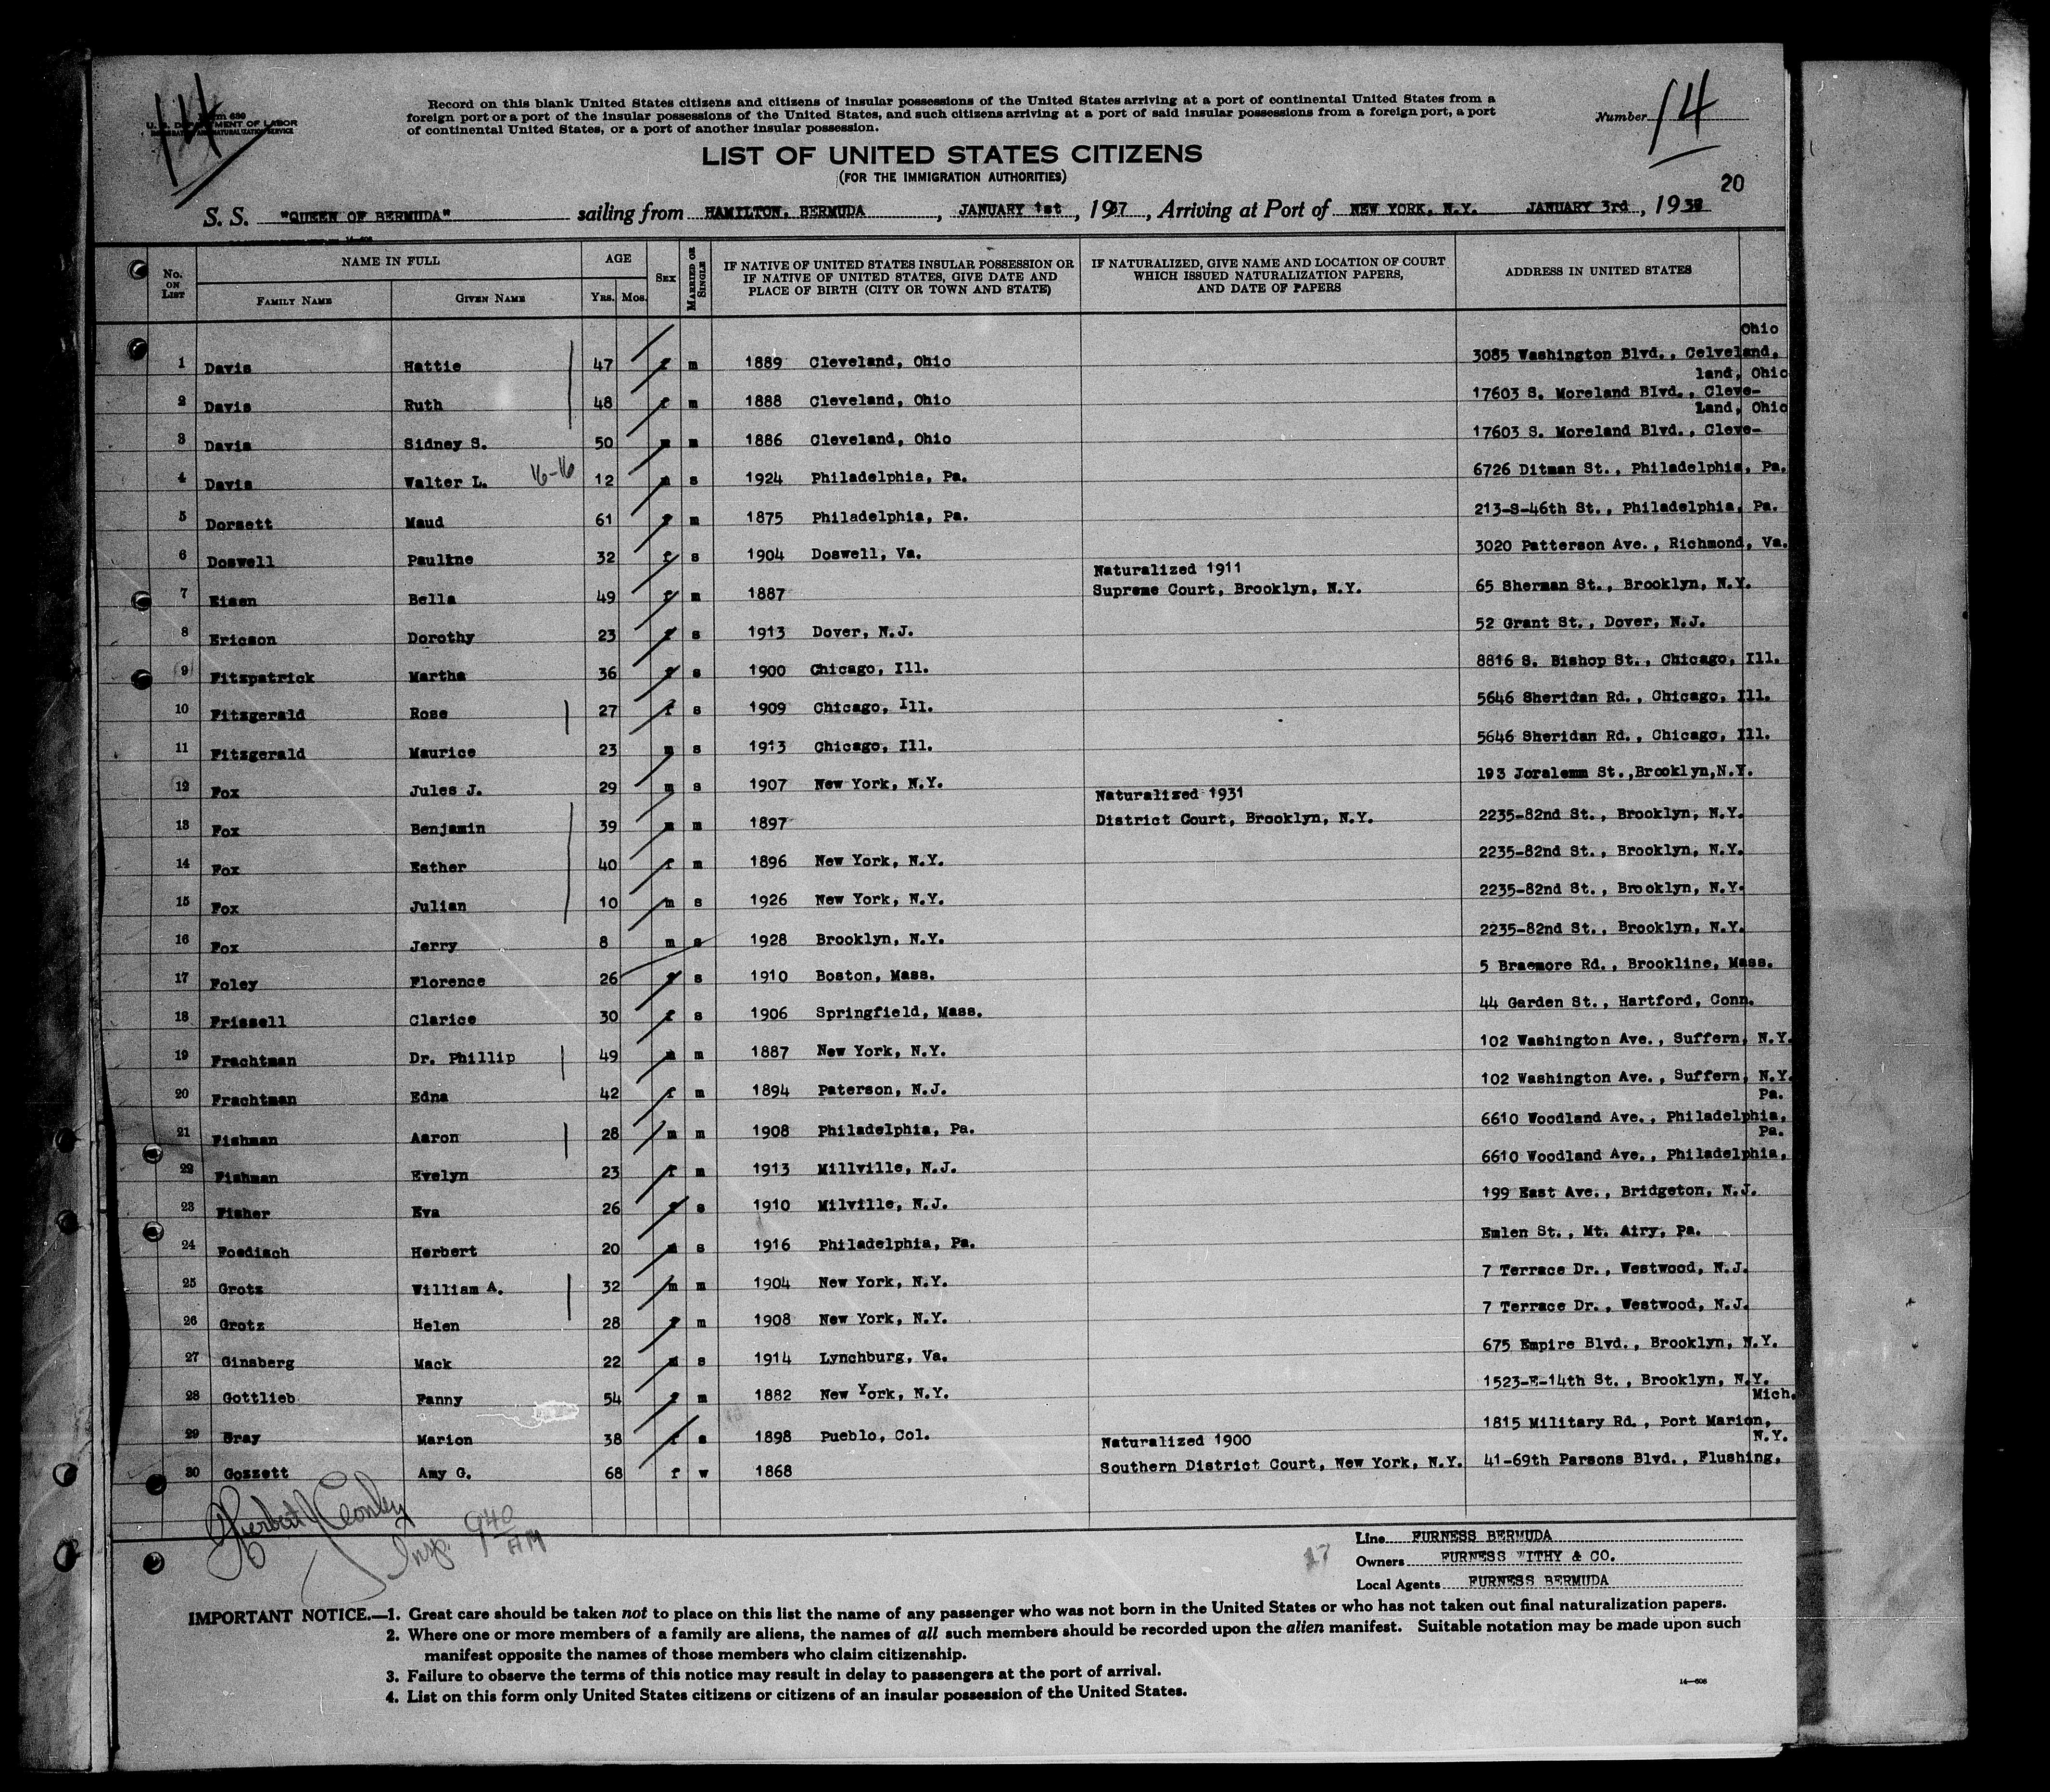 Form 630
U. S. DEPARTMENT OF LABOR
IMMIGRATION AND NATURALIZATION SERVICE
14
Record on this blank United States citizens and citizens of insular possessions of the United States arriving at a port of continental United States from a
foreign port or a port of the insular possessions of the United States, and such citizens arriving at a port of said insular possessions from a foreign port, a port
of continental United States, or a port of another insular possession.
Number 14
LIST OF UNITED STATES CITIZENS
(FOR THE IMMIGRATION AUTHORITIES)
20
S. S. "QUEEN OF BERMUDA" sailing from HAMILTON, BERMUDA, JANUARY 1st, 1937, Arriving at Port of NEW YORK, N.Y. JANUARY 3rd, 19
No. ON LIST NAME IN FULL FAMILY NAME GIVEN NAME AGE YRS. MOS. SEX MARRIED OR SINGLE IF NATIVE OF UNITED STATES INSULAR POSSESSION OR IF NATIVE OF UNITED STATES, GIVE DATE AND PLACE OF BIRTH (CITY OR TOWN AND STATE) IF NATURALIZED, GIVE NAME AND LOCATION OF COURT WHICH ISSUED NATURALIZATION PAPERS, AND DATE OF PAPERS ADDRESS IN UNITED STATES
Ohio
1 Davis Hattie 47 f m 1889 Cleveland, Ohio 3085 Washington Blvd., Celveland,
land, Ohio
2 Davis Ruth 48 f m 1888 Cleveland, Ohio 17603 S. Moreland Blvd., Cleve-
Land, Ohio
3 Davis Sidney S. 50 m m 1886 Cleveland, Ohio 17603 S. Moreland Blvd., Cleve-
4 Davis Walter L. 16-16 12 m s 1924 Philadelphia, Pa. 6726 Ditman St., Philadelphia, Pa.
5 Dorsett Maud 61 f m 1875 Philadelphia, Pa. 213-S-46th St., Philadelphia, Pa.
6 Doswell Paulkne 32 f s 1904 Doswell, Va. 3020 Patterson Ave., Richmond, Va.
Naturalized 1911
7 Eisen Bella 49 f m 1887 Supreme Court, Brooklyn, N.Y. 65 Sherman St., Brooklyn, N.Y.
8 Ericson Dorothy 23 f s 1913 Dover, N.J. 52 Grant St., Dover, N.J.
9 Fitzpatrick Martha 36 f s 1900 Chicago, Ill. 8816 S. Bishop St., Chicago, Ill.
10 Fitzgerald Rose 27 f s 1909 Chicago, Ill. 5646 Sheridan Rd., Chicago, Ill.
11 Fitzgerald Maurice 23 m s 1913 Chicago, Ill. 5646 Sheridan Rd., Chicago, Ill.
12 Fox Jules J. 29 m s 1907 New York, N.Y. 193 Joralemm St.,Brooklyn,N.Y.
Naturalized 1931
13 Fox Benjamin 39 m m 1897 District Court, Brooklyn, N.Y. 2235-82nd St., Brooklyn, N.Y.
14 Fox Esther 40 f m 1896 New York, N.Y. 2235-82nd St., Brooklyn, N.Y.
15 Fox Julian 10 m s 1926 New York, N.Y. 2235-82nd St., Brooklyn, N.Y.
16 Fox Jerry 8 m s 1928 Brooklyn, N.Y. 2235-82nd St., Brooklyn, N.Y.
17 Foley Florence 26 f s 1910 Boston, Mass. 5 Braemore Rd., Brookline, Mass.
18 Frissell Clarice 30 f s 1906 Springfield, Mass. 44 Garden St., Hartford, Conn.
19 Frachtman Dr. Phillip 49 m m 1887 New York, N.Y. 102 Washington Ave., Suffern, N.Y.
20 Frachtman Edna 42 f m 1894 Paterson, N.J. 102 Washington Ave., Suffern, N.Y.
Pa.
21 Fishman Aaron 28 m m 1908 Philadelphia, Pa. 6610 Woodland Ave., Philadelphia,
Pa.
22 Fishman Evelyn 23 f m 1913 Millville, N.J. 6610 Woodland Ave., Philadelphia,
23 Fisher Eva 26 f s 1910 Milville, N.J. 199 East Ave., Bridgeton, N.J.
24 Foedisch Herbert 20 m s 1916 Philadelphia, Pa. Emlen St., Mt. Airy, Pa.
25 Grotz William A. 32 m m 1904 New York, N.Y. 7 Terrace Dr., Westwood, N.J.
26 Grotz Helen 28 f m 1908 New York, N.Y. 7 Terrace Dr., Westwood, N.J.
27 Ginsberg Mack 22 m s 1914 Lynchburg, Va. 675 Empire Blvd., Brooklyn, N.Y.
28 Gottlieb Fanny 54 f m 1882 New York, N.Y. 1523-E-14th St., Brooklyn, N.Y.
Mich.
29 Gray Marion 38 f s 1898 Pueblo, Col. 1815 Military Rd., Port Marion,
Naturalized 1900 N.Y.
30 Gossett Amy G. 68 f w 1868 Southern District Court, New York, N.Y. 41-69th Parsons Blvd., Flushing,
Herbert J Conley
Insp. 940 AM
17
Line FURNESS BERMUDA
Owners FURNESS WITHY & CO.
Local Agents FURNESS BERMUDA
IMPORTANT NOTICE.—1. Great care should be taken not to place on this list the name of any passenger who was not born in the United States or who has not taken out final naturalization papers.
2. Where one or more members of a family are aliens, the names of all such members should be recorded upon the alien manifest. Suitable notation may be made upon such
manifest opposite the names of those members who claim citizenship.
3. Failure to observe the terms of this notice may result in delay to passengers at the port of arrival.
4. List on this form only United States citizens or citizens of an insular possession of the United States.
14—608